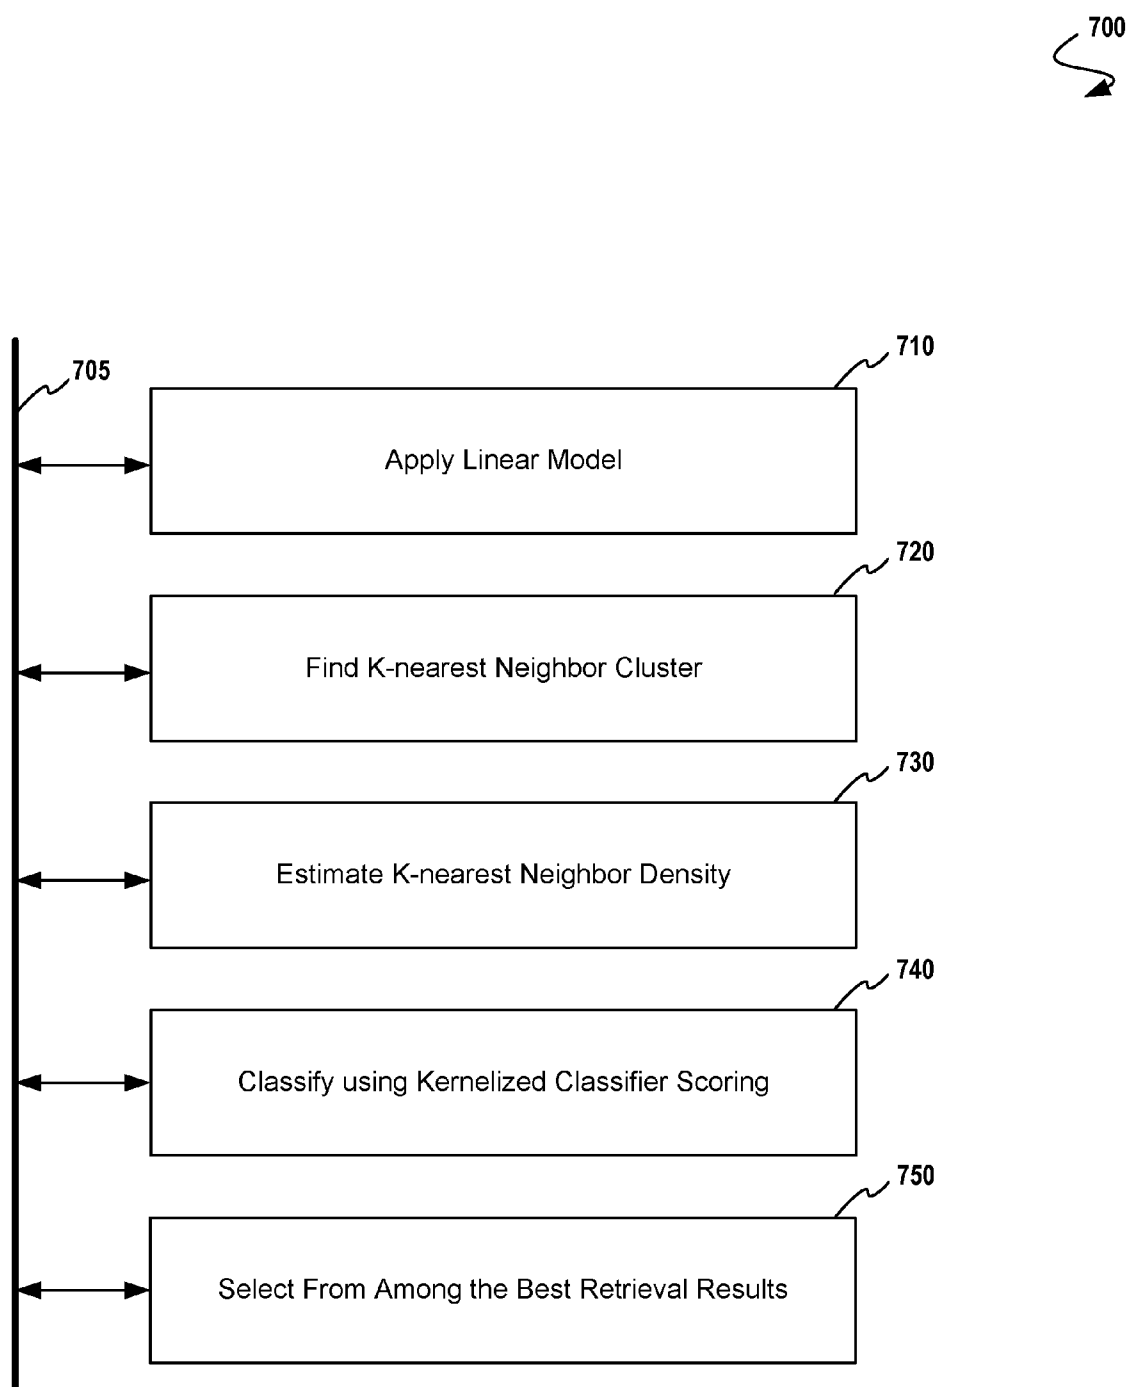 700
705
710
Apply Linear Model
720
Find K-nearest Neighbor Cluster
730
Estimate K-nearest Neighbor Density
740
Classify using Kernelized Classifier Scoring
750
Select From Among the Best Retrieval Results